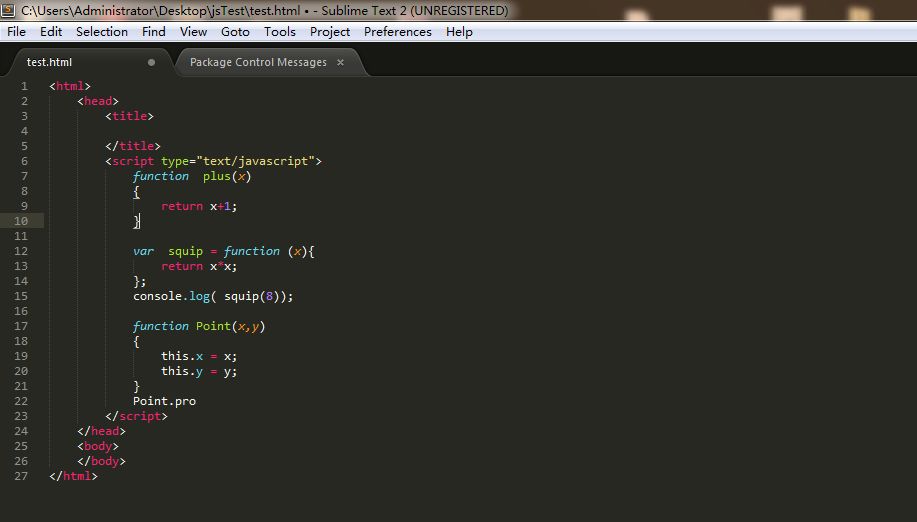 C:\Users\Administrator\Desktop\jsTest\test.html • - Sublime Text 2 (UNREGISTERED)
File Edit Selection Find View Goto Tools Project Preferences Help
test.html Package Control Messages ×
1 <html>
2 <head>
3 <title>
4
5 </title>
6 <script type="text/javascript">
7 function  plus(x)
8 {
9 return x+1;
10 }
11
12 var  squip = function (x){
13 return x*x;
14 };
15 console.log( squip(8));
16
17 function Point(x,y)
18 {
19 this.x = x;
20 this.y = y;
21 }
22 Point.pro
23 </script>
24 </head>
25 <body>
26 </body>
27 </html>